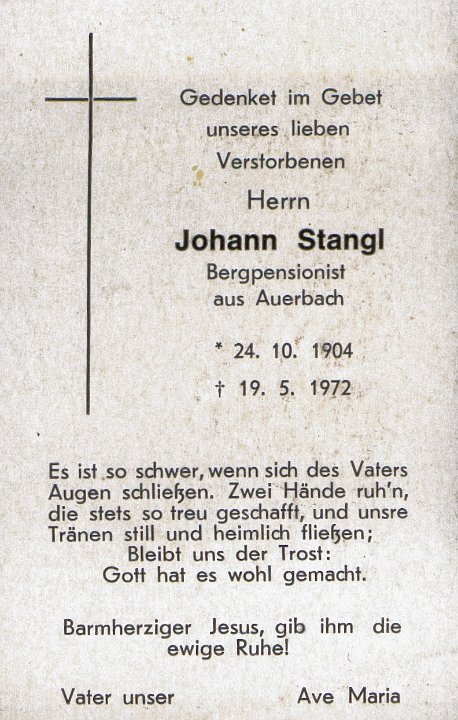 Gedenket im Gebet
unseres lieben
Verstorbenen
Herrn
Johann Stangl
Bergpensionist
aus Auerbach
* 24. 10. 1904
† 19. 5. 1972
Es ist so schwer, wenn sich des Vaters
Augen schließen. Zwei Hände ruh'n,
die stets so treu geschafft, und unsre
Tränen still und heimlich fließen;
Bleibt uns der Trost:
Gott hat es wohl gemacht.
Barmherziger Jesus, gib ihm die
ewige Ruhe!
Vater unser Ave Maria